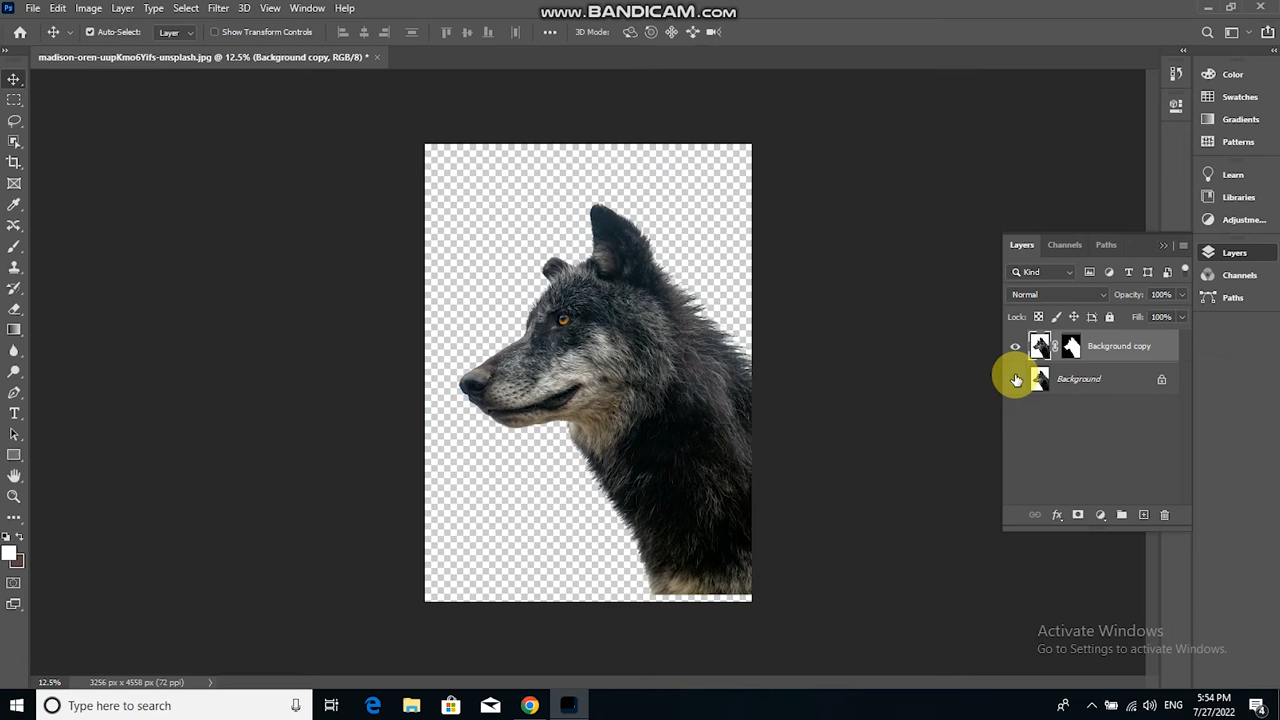 www.BANDICAM.com
Ps File Edit Image Layer Type Select Filter 3D View Window Help
Auto-Select: Layer Show Transform Controls 3D Mode:
madison-oren-uupKmo6Yifs-unsplash.jpg @ 12.5% (Background copy, RGB/8) *
Color
Swatches
Gradients
Patterns
Learn
Libraries
Adjustme...
Layers
Channels
Paths
Layers Channels Paths
Kind
Normal Opacity: 100%
Lock: Fill: 100%
Background copy
Background
Activate Windows
Go to Settings to activate Windows.
12.5% 3256 px x 4558 px (72 ppi)
Type here to search
ENG
5:54 PM
7/27/2022
4